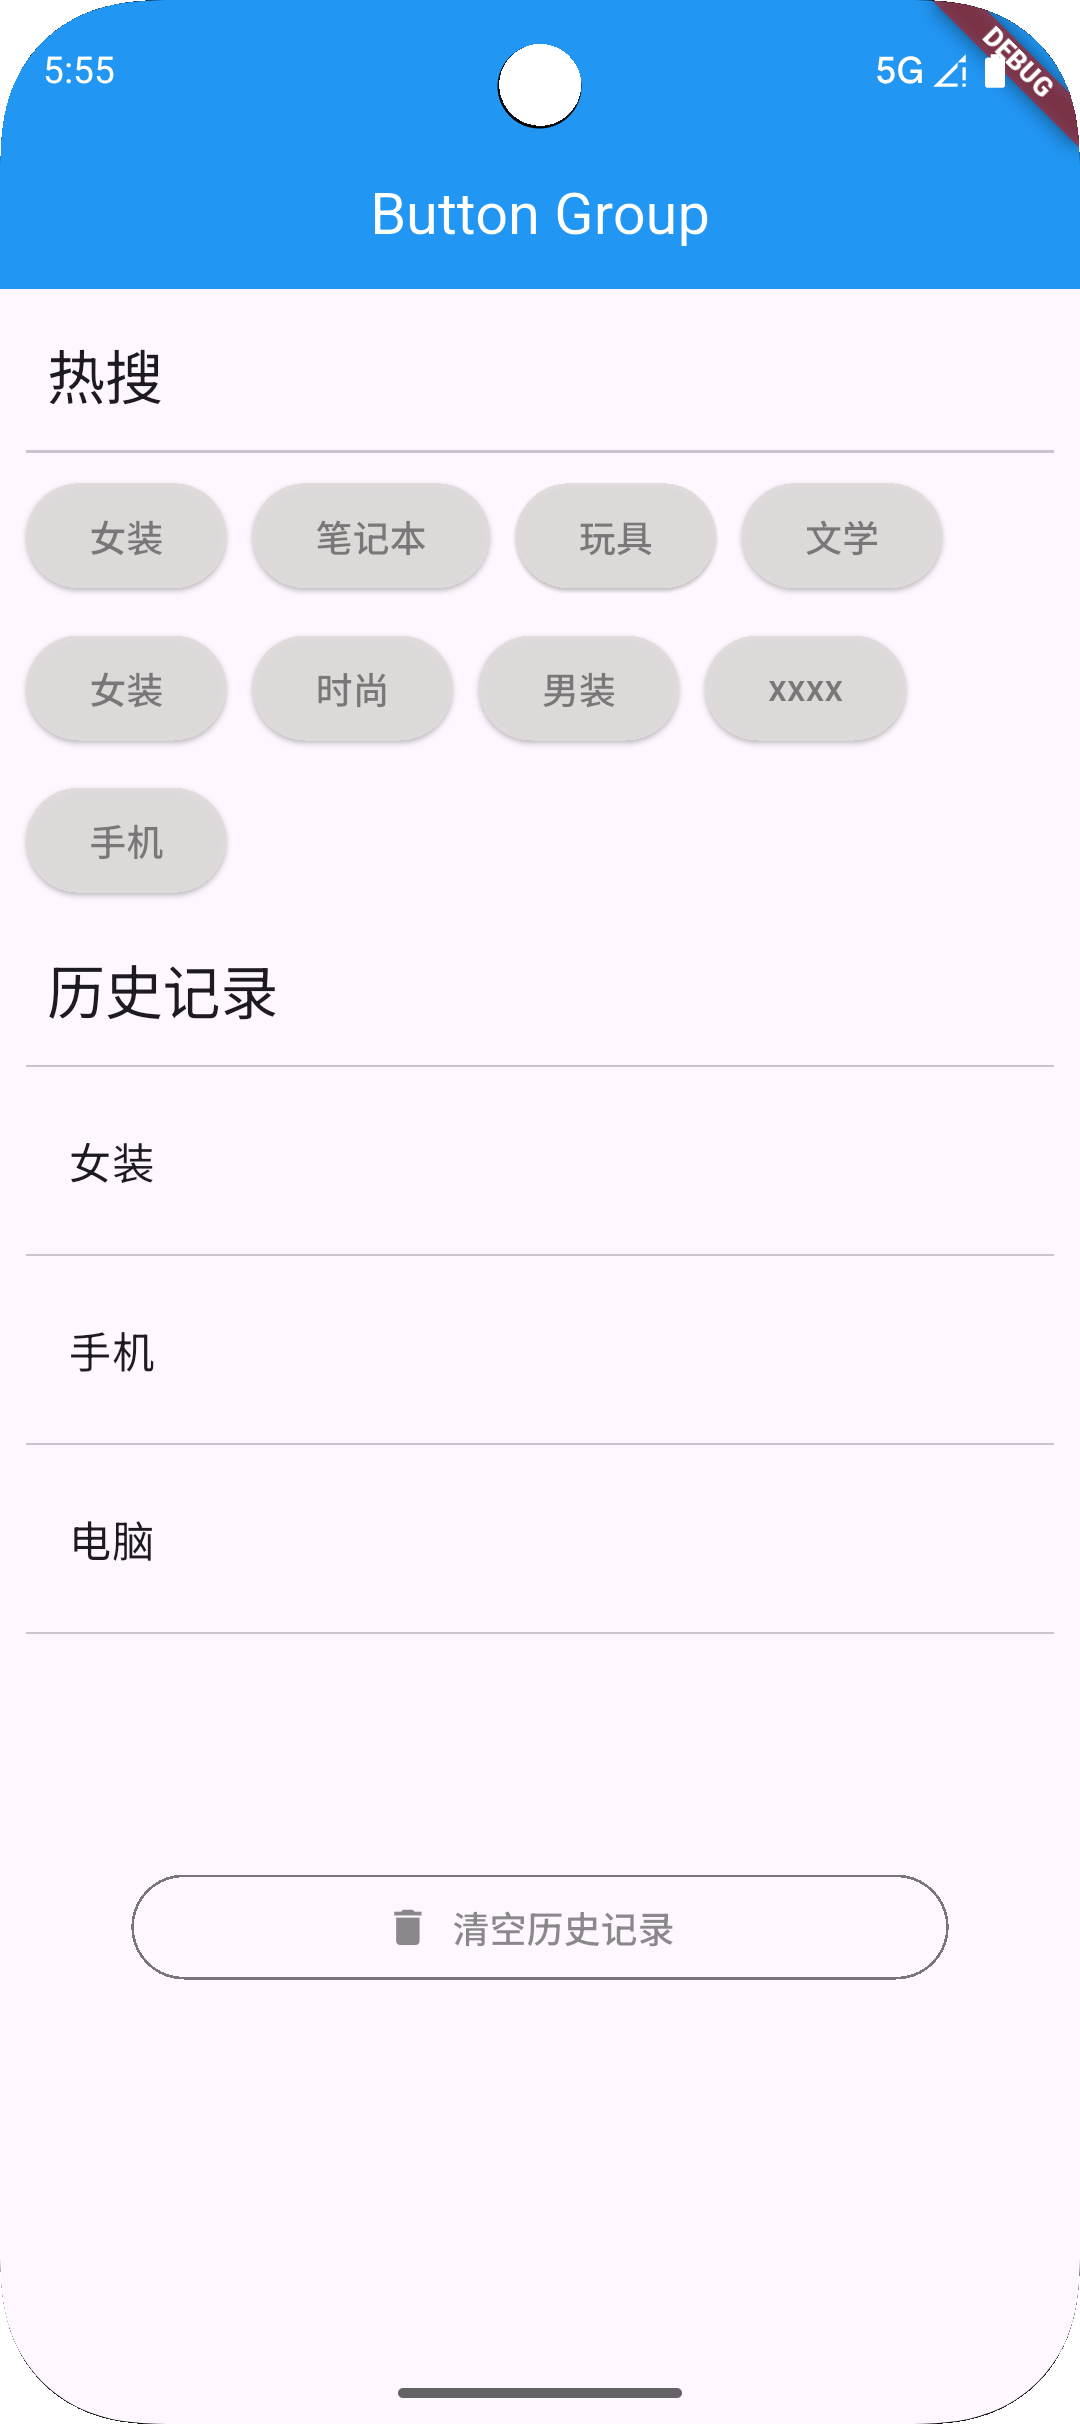 5:55 5G
DEBUG
Button Group
热搜
女装 笔记本 玩具 文学
女装 时尚 男装 xxxx
手机
历史记录
女装
手机
电脑
清空历史记录